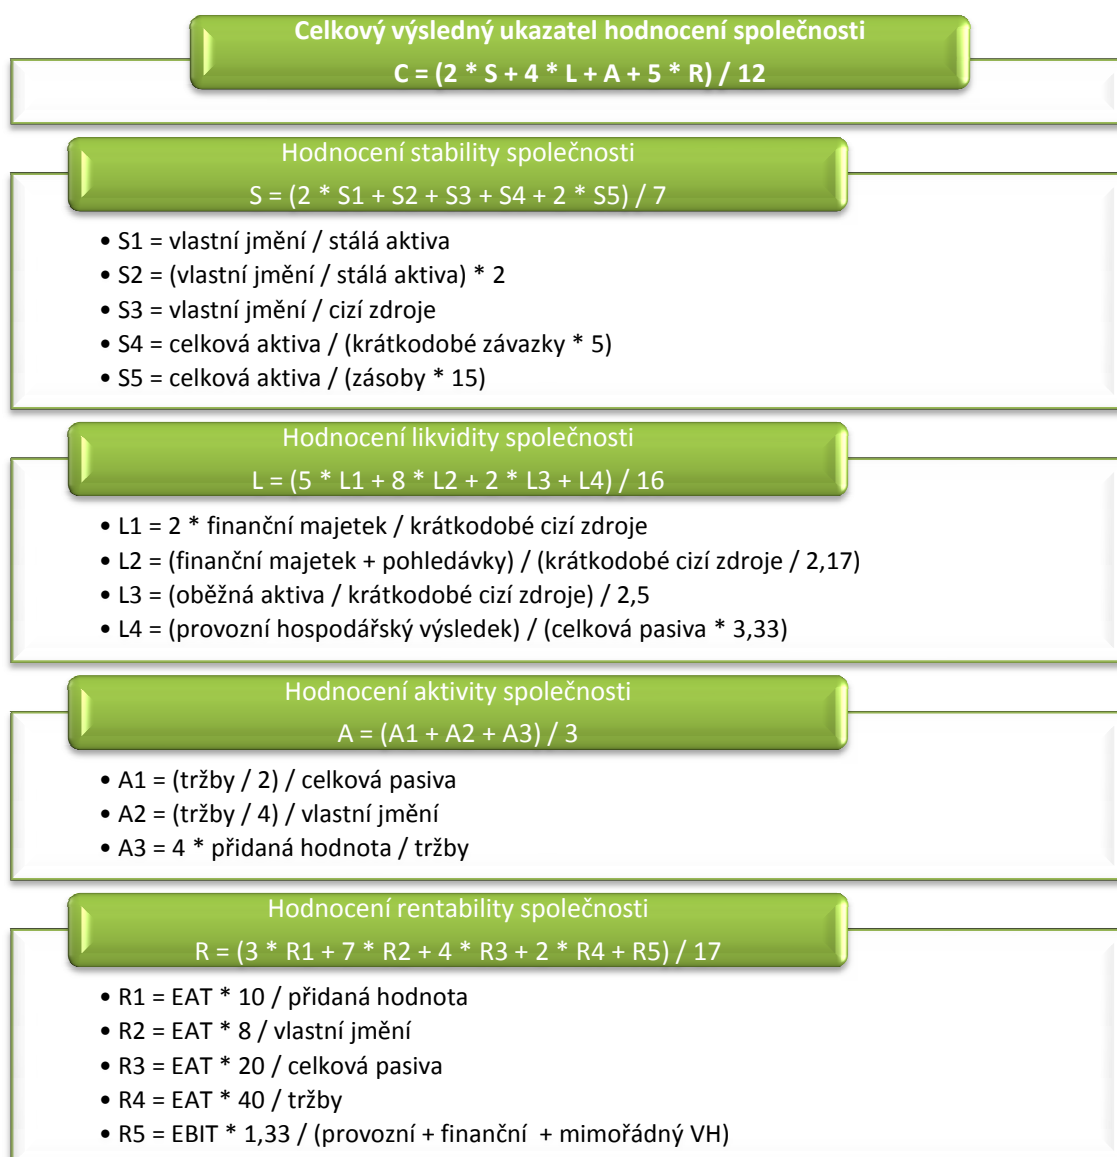 Celkový výsledný ukazatel hodnocení společnosti
C = (2 * S + 4 * L + A + 5 * R) / 12
Hodnocení stability společnosti
S = (2 * S1 + S2 + S3 + S4 + 2 * S5) / 7
• S1 = vlastní jmění / stálá aktiva
• S2 = (vlastní jmění / stálá aktiva) * 2
• S3 = vlastní jmění / cizí zdroje
• S4 = celková aktiva / (krátkodobé závazky * 5)
• S5 = celková aktiva / (zásoby * 15)
Hodnocení likvidity společnosti
L = (5 * L1 + 8 * L2 + 2 * L3 + L4) / 16
• L1 = 2 * finanční majetek / krátkodobé cizí zdroje
• L2 = (finanční majetek + pohledávky) / (krátkodobé cizí zdroje / 2,17)
• L3 = (oběžná aktiva / krátkodobé cizí zdroje) / 2,5
• L4 = (provozní hospodářský výsledek) / (celková pasiva * 3,33)
Hodnocení aktivity společnosti
A = (A1 + A2 + A3) / 3
• A1 = (tržby / 2) / celková pasiva
• A2 = (tržby / 4) / vlastní jmění
• A3 = 4 * přidaná hodnota / tržby
Hodnocení rentability společnosti
R = (3 * R1 + 7 * R2 + 4 * R3 + 2 * R4 + R5) / 17
• R1 = EAT * 10 / přidaná hodnota
• R2 = EAT * 8 / vlastní jmění
• R3 = EAT * 20 / celková pasiva
• R4 = EAT * 40 / tržby
• R5 = EBIT * 1,33 / (provozní + finanční + mimořádný VH)